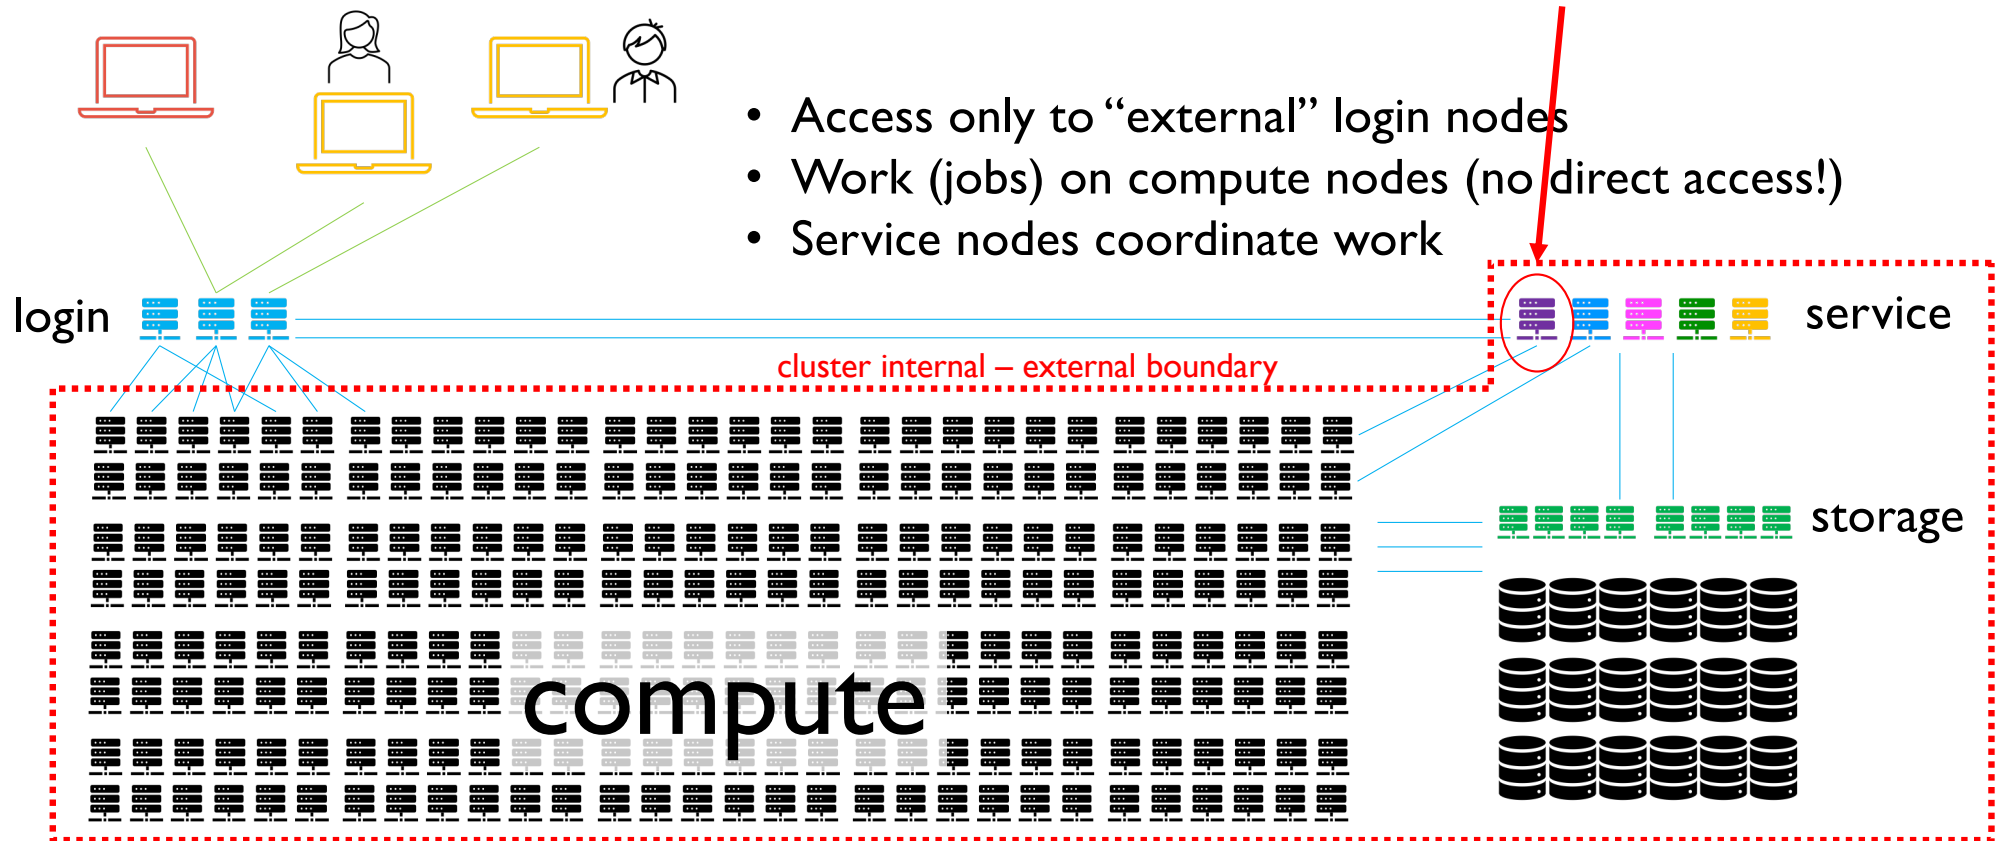 • Access only to “external” login nodes
• Work (jobs) on compute nodes (no direct access!)
• Service nodes coordinate work
login
service
cluster internal – external boundary
storage
compute